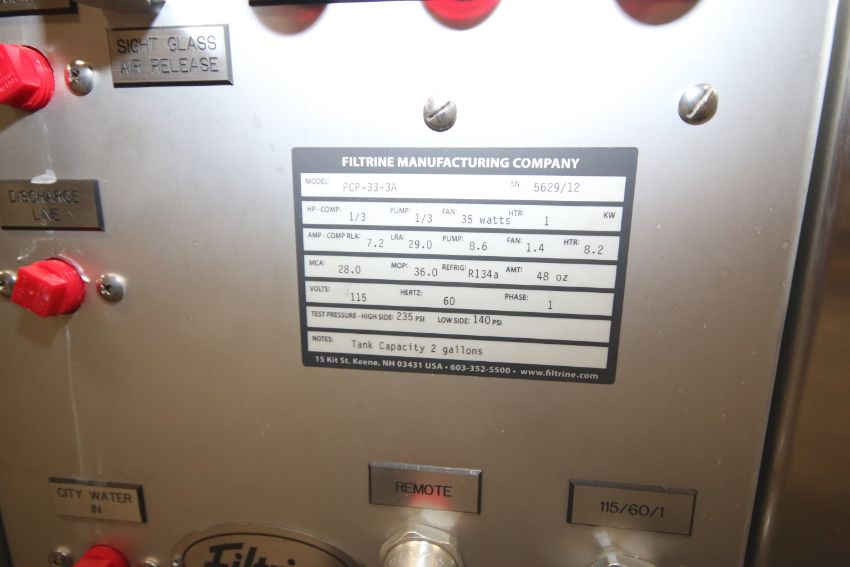 SIGHT GLASS
AIR RELEASE
DISCHARGE
LINE
FILTRINE MANUFACTURING COMPANY
MODEL: PCP-33-3A SN: 5629/12
HP - COMP: 1/3 PUMP: 1/3 FAN: 35 watts HTR: 1 KW
AMP - COMP RLA: 7.2 LRA: 29.0 PUMP: 8.6 FAN: 1.4 HTR: 8.2
MCA: 28.0 MOP: 36.0 REFRIG: R134a AMT: 48 oz
VOLTS: 115 HERTZ: 60 PHASE: 1
TEST PRESSURE - HIGH SIDE: 235 PSI LOW SIDE: 140 PSI
NOTES: Tank Capacity 2 gallons
15 Kit St. Keene, NH 03431 USA • 603-352-5500 • www.filtrine.com
CITY WATER
IN
REMOTE
115/60/1
Filtrine